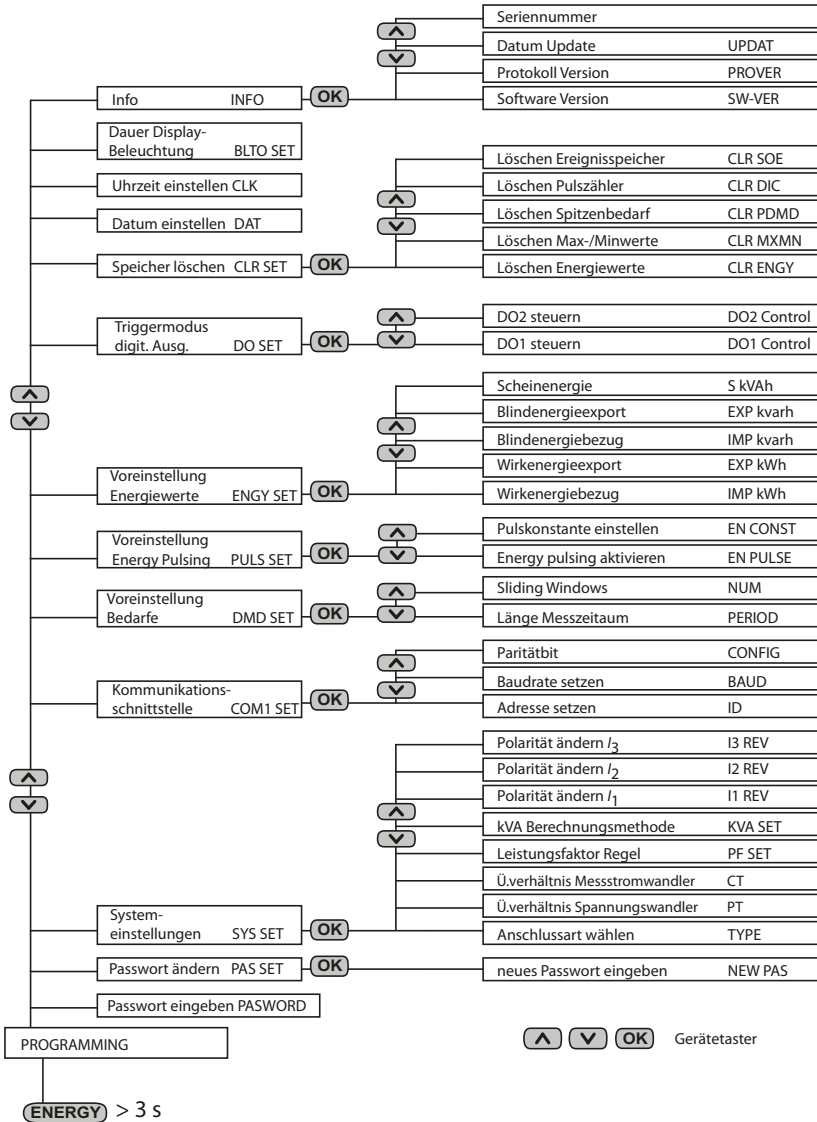 Seriennummer
Datum Update UPDAT
Protokoll Version PROVER
Info INFO OK Software Version SW-VER
Dauer Display-
Beleuchtung BLTO SET
Uhrzeit einstellen CLK
Datum einstellen DAT
Löschen Ereignisspeicher CLR SOE
Löschen Pulszähler CLR DIC
Löschen Spitzenbedarf CLR PDMD
Löschen Max-/Minwerte CLR MXMN
Speicher löschen CLR SET OK Löschen Energiewerte CLR ENGY
Triggermodus
digit. Ausg. DO SET OK
DO2 steuern DO2 Control
DO1 steuern DO1 Control
Scheinenergie S kVAh
Blindenergieexport EXP kvarh
Blindenergiebezug IMP kvarh
Wirkenergieexport EXP kWh
Voreinstellung
Energiewerte ENGY SET OK Wirkenergiebezug IMP kWh
Voreinstellung
Energy Pulsing PULS SET OK
Pulskonstante einstellen EN CONST
Energy pulsing aktivieren EN PULSE
Voreinstellung
Bedarfe DMD SET OK
Sliding Windows NUM
Länge Messzeitaum PERIOD
Paritätbit CONFIG
Baudrate setzen BAUD
Kommunikations-
schnittstelle COM1 SET OK Adresse setzen ID
Polarität ändern I3 I3 REV
Polarität ändern I2 I2 REV
Polarität ändern I1 I1 REV
kVA Berechnungsmethode KVA SET
Leistungsfaktor Regel PF SET
Ü.verhältnis Messstromwandler CT
Ü.verhältnis Spannungswandler PT
System-
einstellungen SYS SET OK Anschlussart wählen TYPE
Passwort ändern PAS SET OK neues Passwort eingeben NEW PAS
Passwort eingeben PASWORD
PROGRAMMING
OK Gerätetaster
ENERGY > 3 s